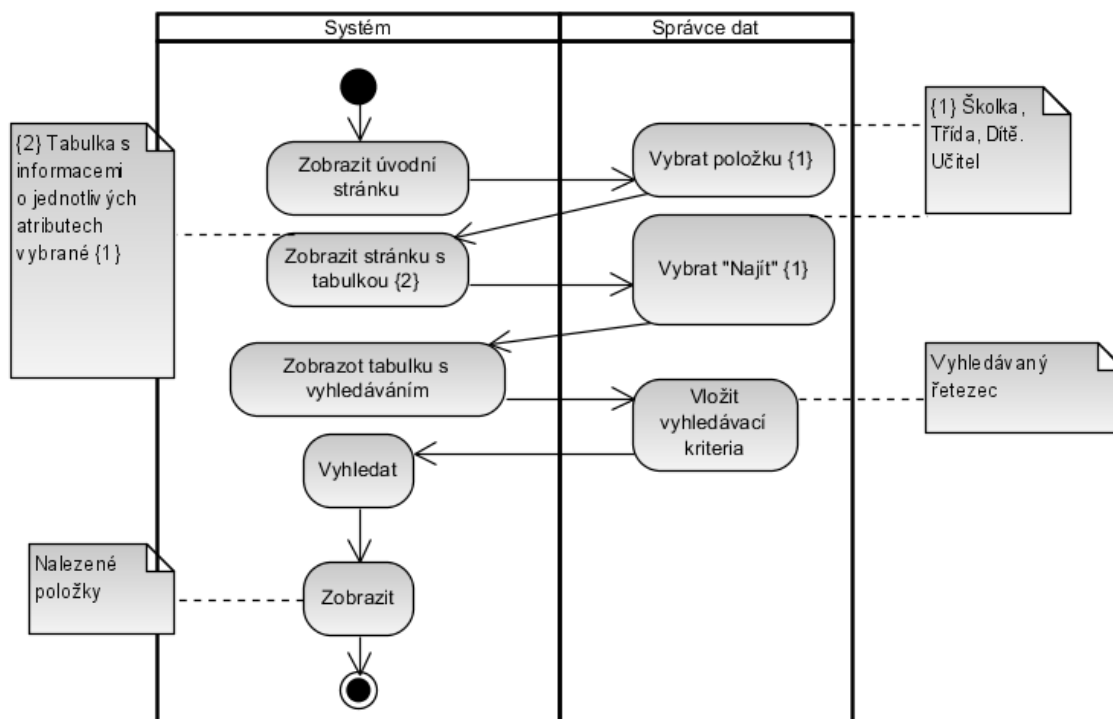 Systém
Správce dat
{1} Školka,
Třída, Dítě.
Učitel
{2} Tabulka s
informacemi
o jednotlivých
atributech
vybrané {1}
Zobrazit úvodní
stránku
Vybrat položku {1}
Zobrazit stránku s
tabulkou {2}
Vybrat "Najít" {1}
Zobrazot tabulku s
vyhledáváním
Vložit
vyhledávací
kriteria
Vyhledávaný
řetezec
Vyhledat
Nalezené
položky
Zobrazit